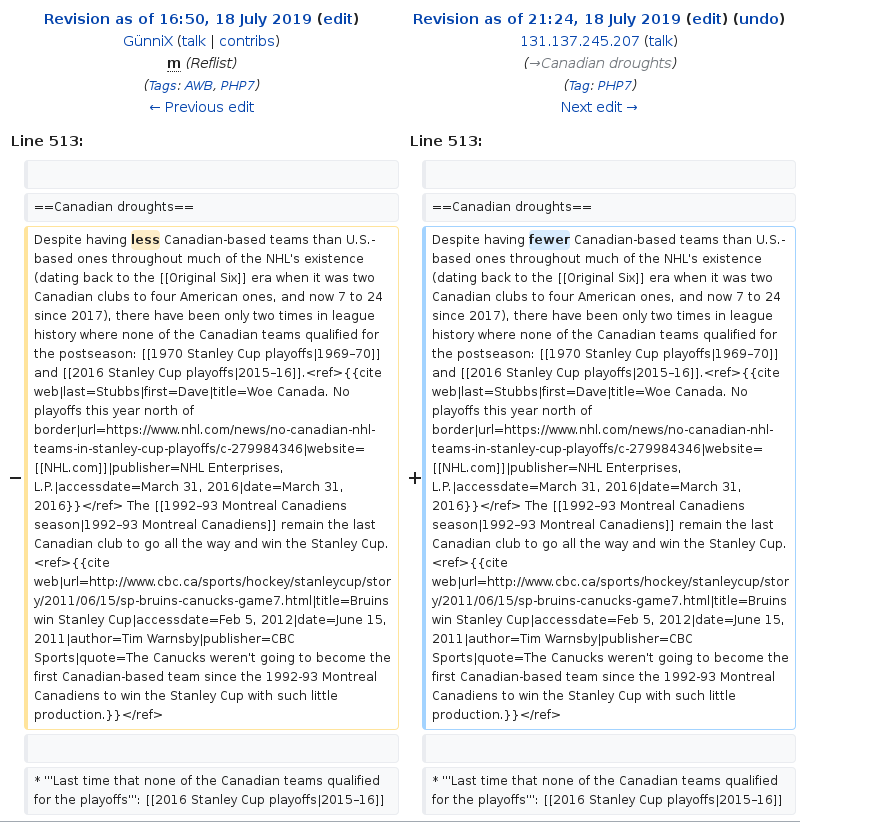 Revision as of 16:50, 18 July 2019 (edit)
GünniX (talk | contribs)
m (Reflist)
(Tags: AWB, PHP7)
← Previous edit
Revision as of 21:24, 18 July 2019 (edit) (undo)
131.137.245.207 (talk)
(→Canadian droughts)
(Tag: PHP7)
Next edit →
Line 513:
==Canadian droughts==
−
Despite having less Canadian-based teams than U.S.-
based ones throughout much of the NHL's existence
(dating back to the [[Original Six]] era when it was two
Canadian clubs to four American ones, and now 7 to 24
since 2017), there have been only two times in league
history where none of the Canadian teams qualified for
the postseason: [[1970 Stanley Cup playoffs|1969–70]]
and [[2016 Stanley Cup playoffs|2015–16]].<ref>{{cite
web|last=Stubbs|first=Dave|title=Woe Canada. No
playoffs this year north of
border|url=https://www.nhl.com/news/no-canadian-nhl-
teams-in-stanley-cup-playoffs/c-279984346|website=
[[NHL.com]]|publisher=NHL Enterprises,
L.P.|accessdate=March 31, 2016|date=March 31,
2016}}</ref> The [[1992–93 Montreal Canadiens
season|1992–93 Montreal Canadiens]] remain the last
Canadian club to go all the way and win the Stanley Cup.
<ref>{{cite
web|url=http://www.cbc.ca/sports/hockey/stanleycup/stor
y/2011/06/15/sp-bruins-canucks-game7.html|title=Bruins
win Stanley Cup|accessdate=Feb 5, 2012|date=June 15,
2011|author=Tim Warnsby|publisher=CBC
Sports|quote=The Canucks weren't going to become the
first Canadian-based team since the 1992-93 Montreal
Canadiens to win the Stanley Cup with such little
production.}}</ref>
* '''Last time that none of the Canadian teams qualified
for the playoffs''': [[2016 Stanley Cup playoffs|2015–16]]
Line 513:
==Canadian droughts==
+
Despite having fewer Canadian-based teams than U.S.-
based ones throughout much of the NHL's existence
(dating back to the [[Original Six]] era when it was two
Canadian clubs to four American ones, and now 7 to 24
since 2017), there have been only two times in league
history where none of the Canadian teams qualified for
the postseason: [[1970 Stanley Cup playoffs|1969–70]]
and [[2016 Stanley Cup playoffs|2015–16]].<ref>{{cite
web|last=Stubbs|first=Dave|title=Woe Canada. No
playoffs this year north of
border|url=https://www.nhl.com/news/no-canadian-nhl-
teams-in-stanley-cup-playoffs/c-279984346|website=
[[NHL.com]]|publisher=NHL Enterprises,
L.P.|accessdate=March 31, 2016|date=March 31,
2016}}</ref> The [[1992–93 Montreal Canadiens
season|1992–93 Montreal Canadiens]] remain the last
Canadian club to go all the way and win the Stanley Cup.
<ref>{{cite
web|url=http://www.cbc.ca/sports/hockey/stanleycup/stor
y/2011/06/15/sp-bruins-canucks-game7.html|title=Bruins
win Stanley Cup|accessdate=Feb 5, 2012|date=June 15,
2011|author=Tim Warnsby|publisher=CBC
Sports|quote=The Canucks weren't going to become the
first Canadian-based team since the 1992-93 Montreal
Canadiens to win the Stanley Cup with such little
production.}}</ref>
* '''Last time that none of the Canadian teams qualified
for the playoffs''': [[2016 Stanley Cup playoffs|2015–16]]